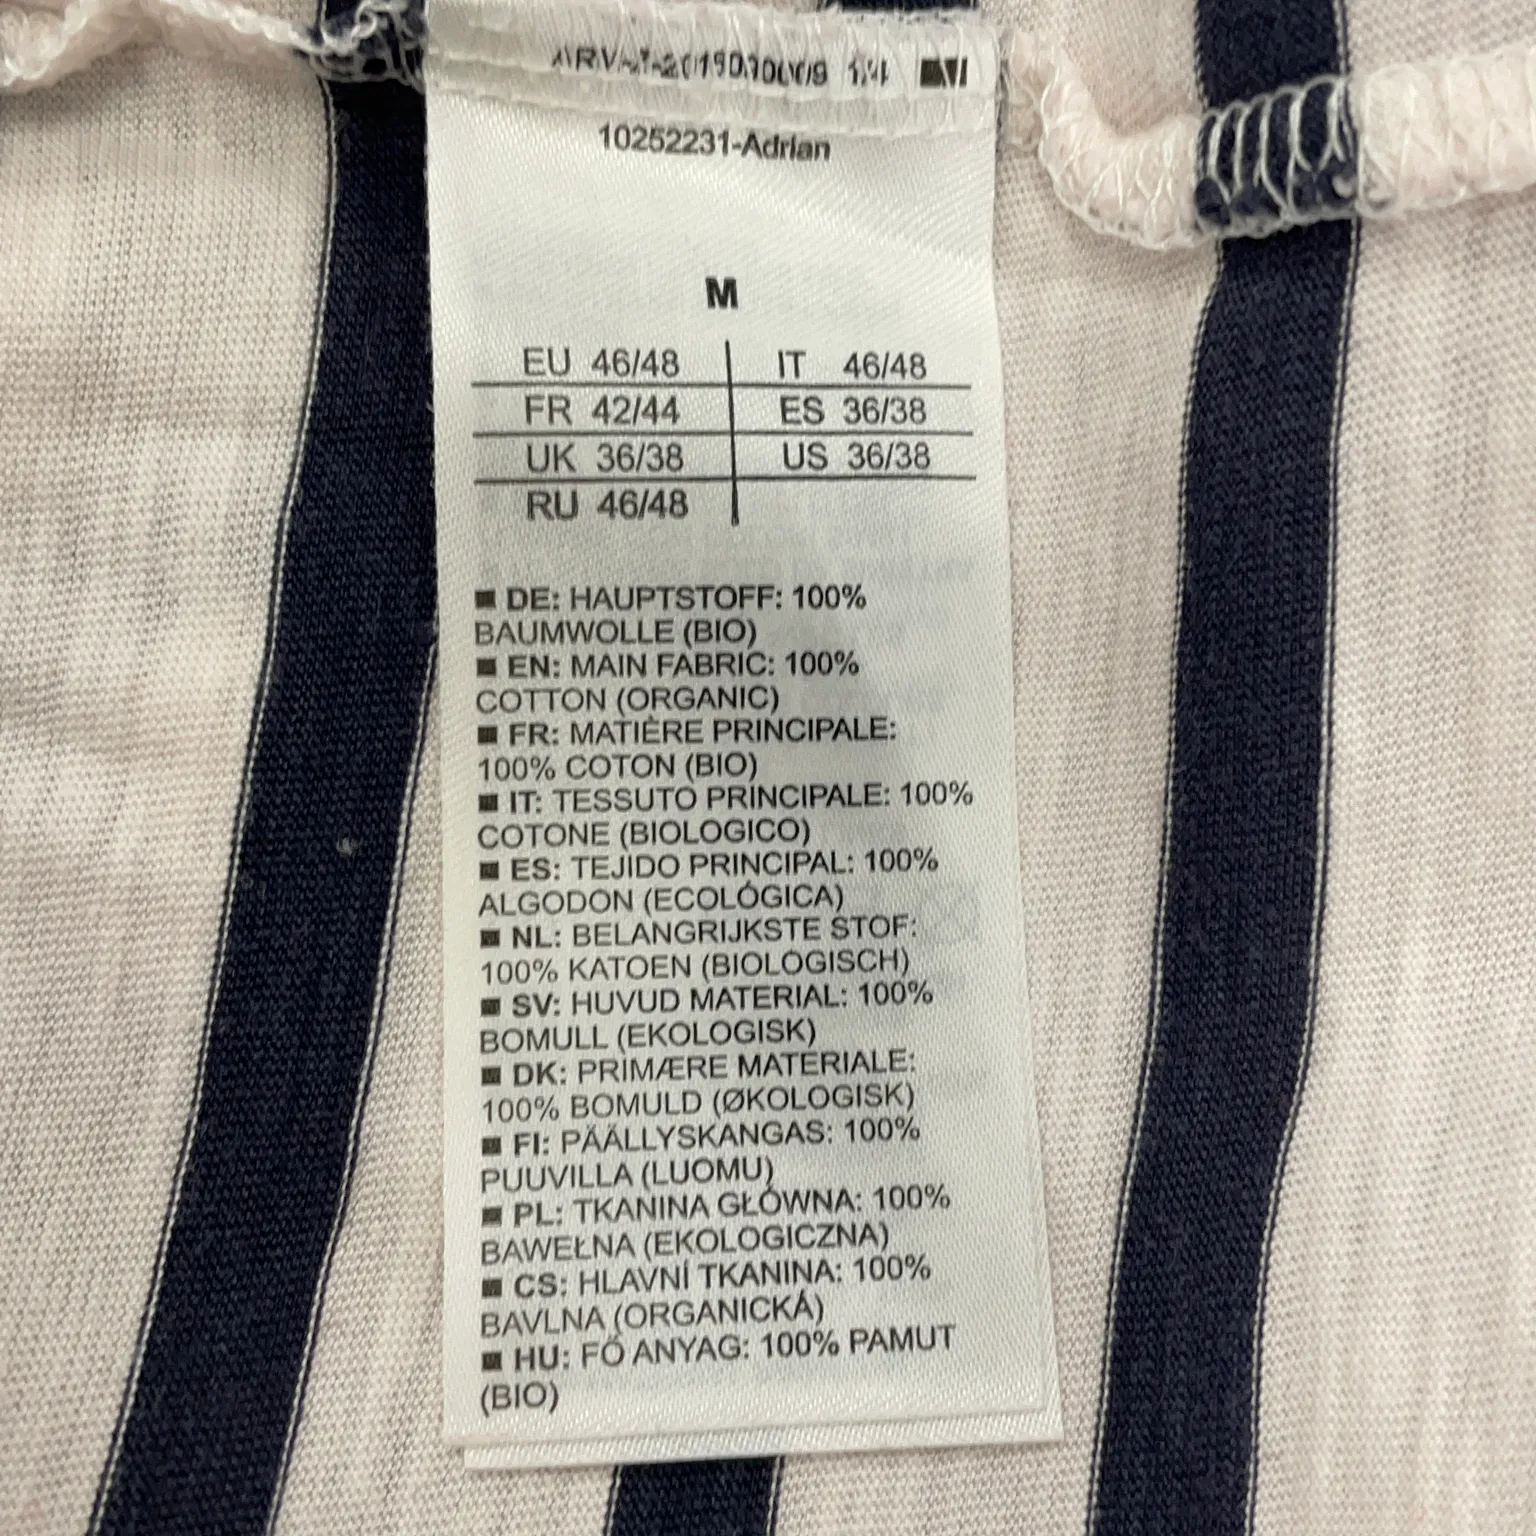 10252231-Adrian
M
EU 46/48 IT 46/48
FR 42/44 ES 36/38
UK 36/38 US 36/38
RU 46/48
■ DE: HAUPTSTOFF: 100%
BAUMWOLLE (BIO)
■ EN: MAIN FABRIC: 100%
COTTON (ORGANIC)
■ FR: MATIÈRE PRINCIPALE:
100% COTON (BIO)
■ IT: TESSUTO PRINCIPALE: 100%
COTONE (BIOLOGICO)
■ ES: TEJIDO PRINCIPAL: 100%
ALGODON (ECOLÓGICA)
■ NL: BELANGRIJKSTE STOF:
100% KATOEN (BIOLOGISCH)
■ SV: HUVUD MATERIAL: 100%
BOMULL (EKOLOGISK)
■ DK: PRIMÆRE MATERIALE:
100% BOMULD (ØKOLOGISK)
■ FI: PÄÄLLYSKANGAS: 100%
PUUVILLA (LUOMU)
■ PL: TKANINA GŁÓWNA: 100%
BAWEŁNA (EKOLOGICZNA)
■ CS: HLAVNÍ TKANINA: 100%
BAVLNA (ORGANICKÁ)
■ HU: FŐ ANYAG: 100% PAMUT
(BIO)